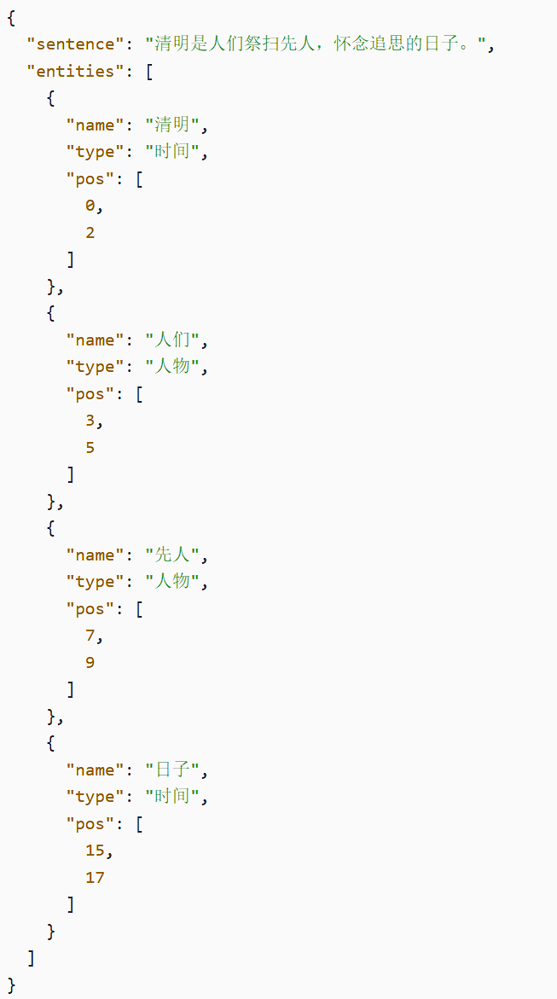 {
"sentence": "清明是人们祭扫先人，怀念追思的日子。",
"entities": [
{
"name": "清明",
"type": "时间",
"pos": [
0,
2
]
},
{
"name": "人们",
"type": "人物",
"pos": [
3,
5
]
},
{
"name": "先人",
"type": "人物",
"pos": [
7,
9
]
},
{
"name": "日子",
"type": "时间",
"pos": [
15,
17
]
}
]
}